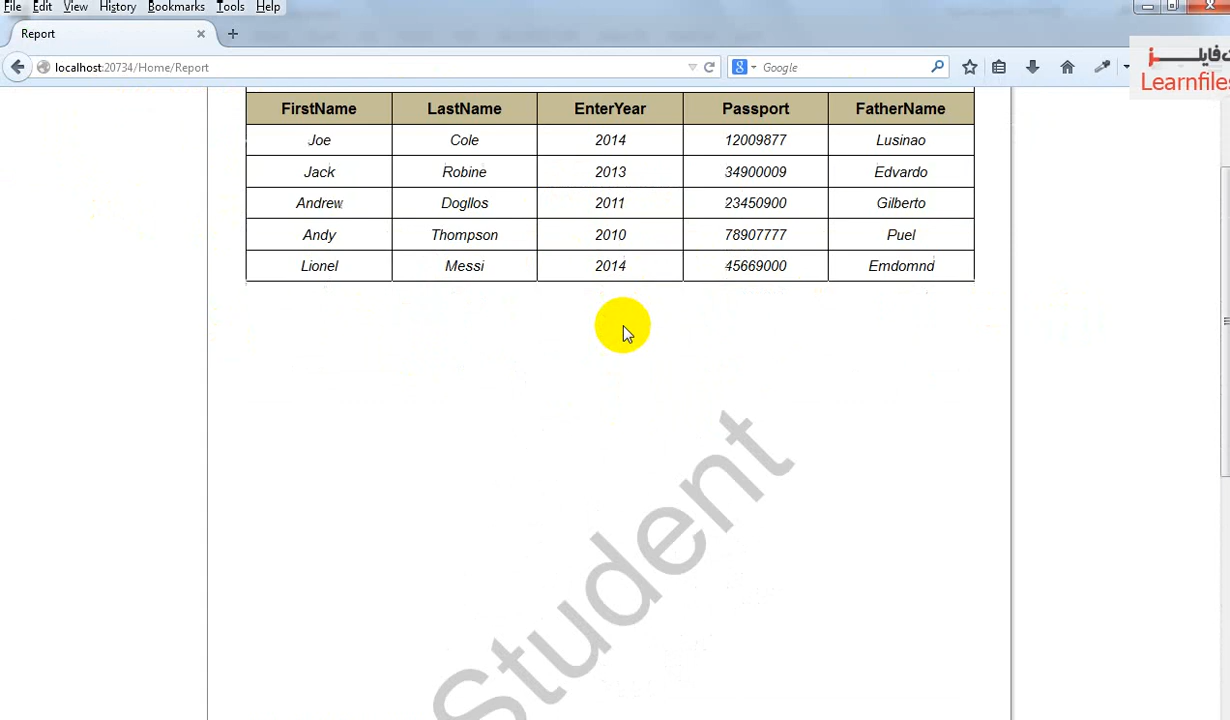 File Edit View History Bookmarks Tools Help
Report
localhost:20734/Home/Report
Google
Learnfiles
FirstName LastName EnterYear Passport FatherName
Joe Cole 2014 12009877 Lusinao
Jack Robine 2013 34900009 Edvardo
Andrew Dogllos 2011 23450900 Gilberto
Andy Thompson 2010 78907777 Puel
Lionel Messi 2014 45669000 Emdomnd
Student